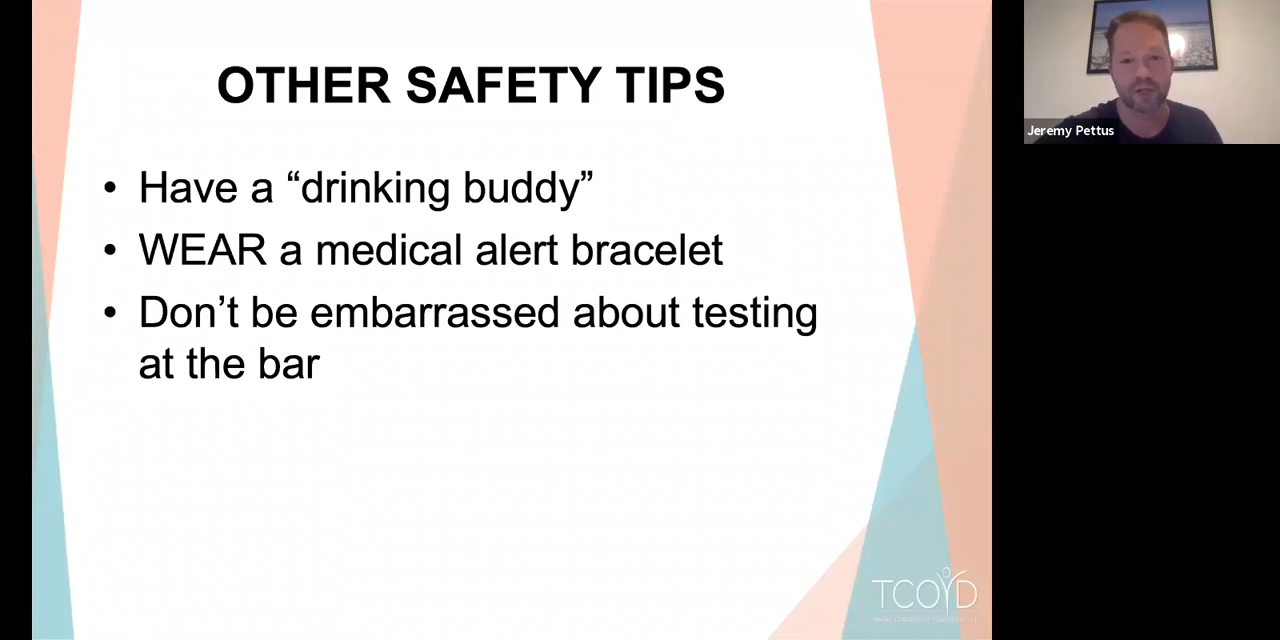 OTHER SAFETY TIPS
• Have a “drinking buddy”
• WEAR a medical alert bracelet
• Don’t be embarrassed about testing
at the bar
Jeremy Pettus
TCOYD